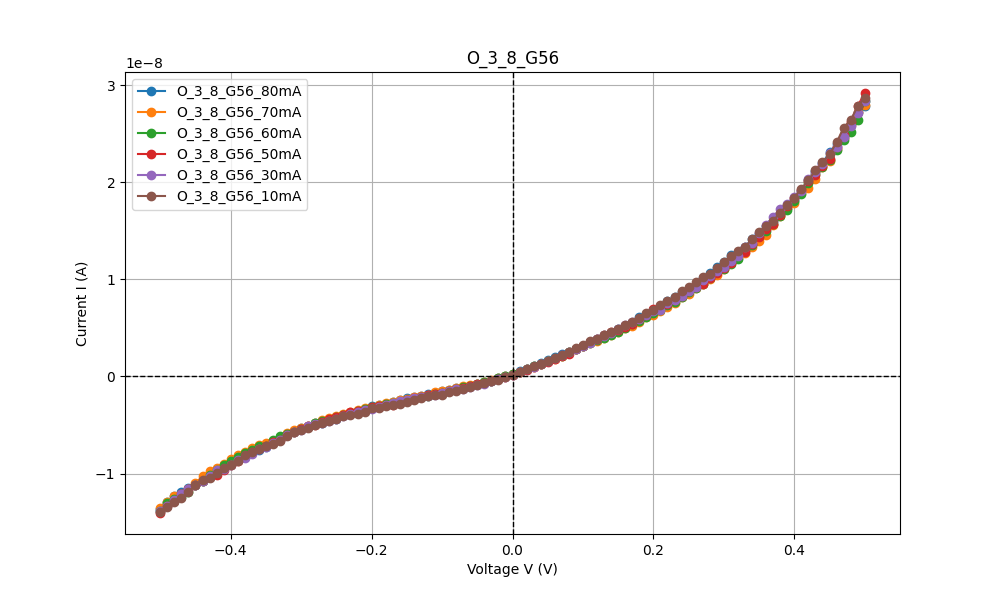 O_3_8_G56
1e−8
3
2
1
0
−1
Current I (A)
O_3_8_G56_80mA
O_3_8_G56_70mA
O_3_8_G56_60mA
O_3_8_G56_50mA
O_3_8_G56_30mA
O_3_8_G56_10mA
−0.4 −0.2 0.0 0.2 0.4
Voltage V (V)